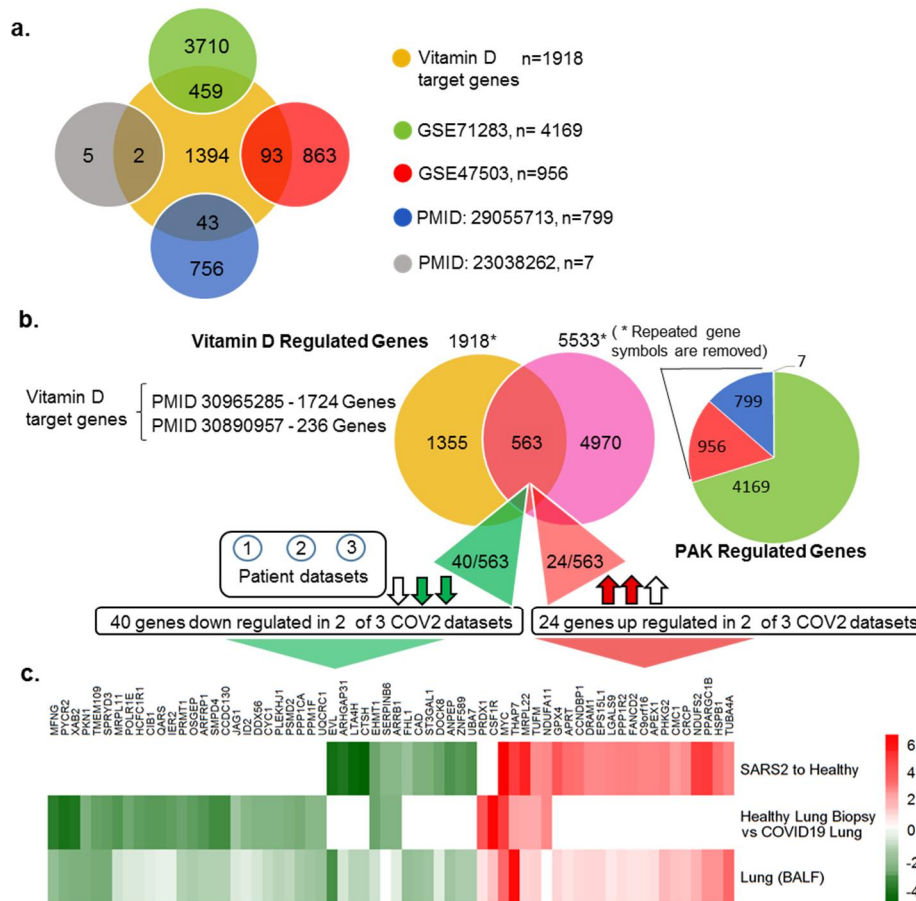 a.
3710
459
5
2
1394
93
863
43
756
Vitamin D n=1918
target genes
GSE71283, n= 4169
GSE47503, n=956
PMID: 29055713, n=799
PMID: 23038262, n=7
b.
Vitamin D Regulated Genes
1918*
5533*
( * Repeated gene
symbols are removed)
7
Vitamin D
target genes
PMID 30965285 - 1724 Genes
PMID 30890957 - 236 Genes
1355
563
4970
799
956
4169
PAK Regulated Genes
1 2 3
Patient datasets
40/563
24/563
40 genes down regulated in 2 of 3 COV2 datasets
24 genes up regulated in 2 of 3 COV2 datasets
c.
MFNG
PYCR2
XAB2
PKN1
TMEM109
SPRYD3
MRPL11
POLR1E
HCFC1R1
CIB1
QARS
IER2
PRMT1
OSGEP
ARFRP1
SMPD4
CCDC130
JAG1
ID2
DDX56
CYC1
PLEKHJ1
PSMD2
PPP1CA
PPM1F
UQCRC1
EVL
ARHGAP31
LTA4H
CTSH
EHMT1
SERPINB6
ARRB1
FHL1
CAD
ST3GAL1
DOCK8
ANPEP
ZNF589
UBA7
PRDX1
CSF1R
MYC
THAP7
MRPL22
TUFM
NDUFA11
GPX4
APRT
CCNDBP1
DRAM1
EPS15L1
LGALS9
PPP1R2
FANCD2
C9orf16
APEX1
PHKG2
CMC1
CRCP
NDUFS2
PPARGC1B
HSPB1
TUBA4A
SARS2 to Healthy
Healthy Lung Biopsy
vs COVID19 Lung
Lung (BALF)
6
4
2
0
-2
-4